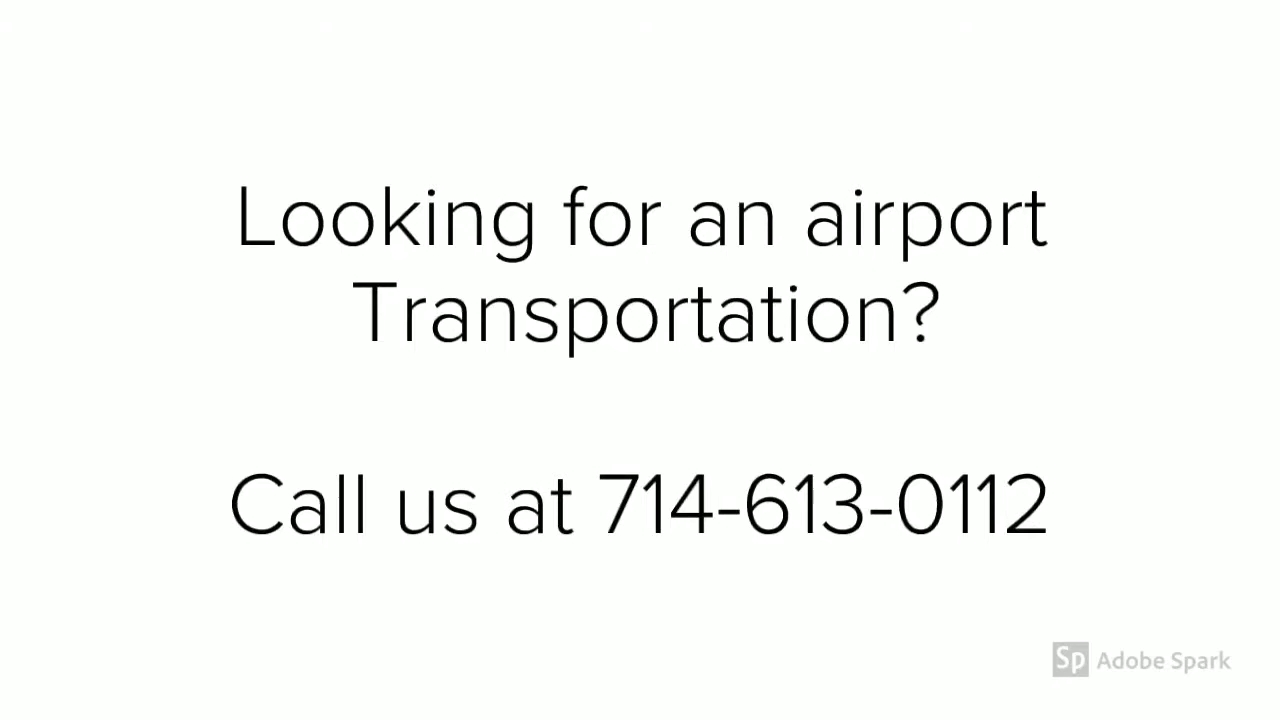 Looking for an airport
Transportation?
Call us at 714-613-0112
Sp Adobe Spark